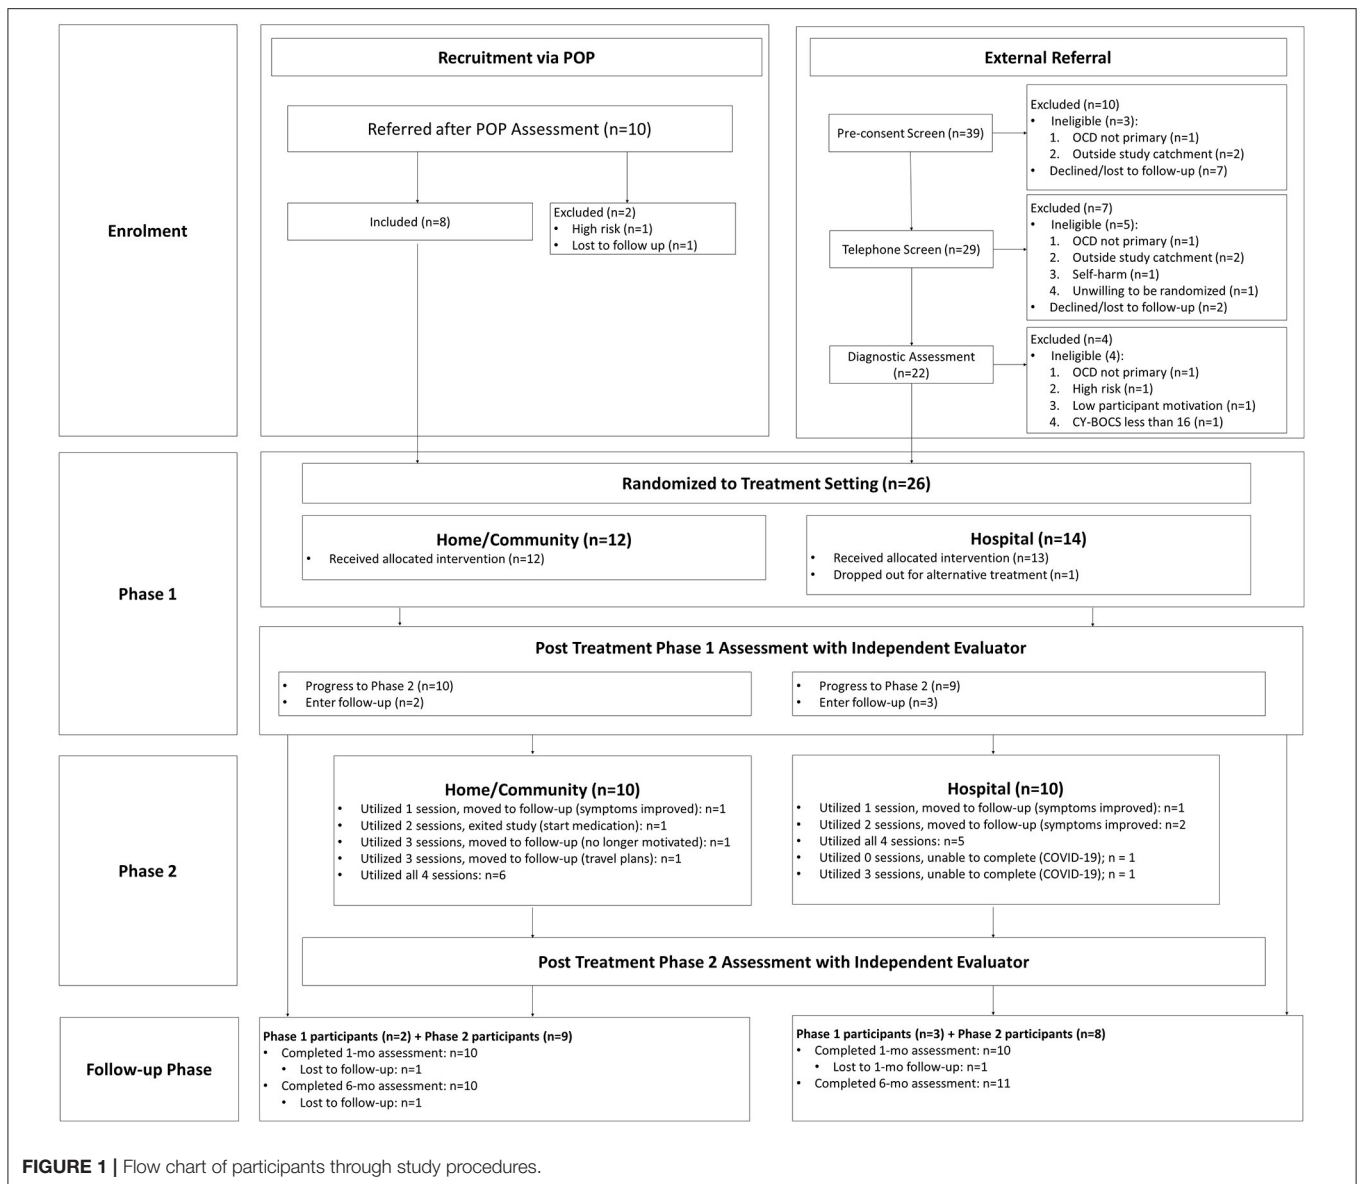 Enrolment
Recruitment via POP
Referred after POP Assessment (n=10)
Included (n=8)
Excluded (n=2)
• High risk (n=1)
• Lost to follow up (n=1)
External Referral
Pre-consent Screen (n=39)
Excluded (n=10)
• Ineligible (n=3):
1. OCD not primary (n=1)
2. Outside study catchment (n=2)
• Declined/lost to follow-up (n=7)
Telephone Screen (n=29)
Excluded (n=7)
• Ineligible (n=5):
1. OCD not primary (n=1)
2. Outside study catchment (n=2)
3. Self-harm (n=1)
4. Unwilling to be randomized (n=1)
• Declined/lost to follow-up (n=2)
Diagnostic Assessment
(n=22)
Excluded (n=4)
• Ineligible (4):
1. OCD not primary (n=1)
2. High risk (n=1)
3. Low participant motivation (n=1)
4. CY-BOCS less than 16 (n=1)
Phase 1
Randomized to Treatment Setting (n=26)
Home/Community (n=12)
• Received allocated intervention (n=12)
Hospital (n=14)
• Received allocated intervention (n=13)
• Dropped out for alternative treatment (n=1)
Post Treatment Phase 1 Assessment with Independent Evaluator
• Progress to Phase 2 (n=10)
• Enter follow-up (n=2)
• Progress to Phase 2 (n=9)
• Enter follow-up (n=3)
Phase 2
Home/Community (n=10)
• Utilized 1 session, moved to follow-up (symptoms improved): n=1
• Utilized 2 sessions, exited study (start medication): n=1
• Utilized 3 sessions, moved to follow-up (no longer motivated): n=1
• Utilized 3 sessions, moved to follow-up (travel plans): n=1
• Utilized all 4 sessions: n=6
Hospital (n=10)
• Utilized 1 session, moved to follow-up (symptoms improved): n=1
• Utilized 2 sessions, moved to follow-up (symptoms improved: n=2
• Utilized all 4 sessions: n=5
• Utilized 0 sessions, unable to complete (COVID-19); n = 1
• Utilized 3 sessions, unable to complete (COVID-19); n = 1
Post Treatment Phase 2 Assessment with Independent Evaluator
Follow-up Phase
Phase 1 participants (n=2) + Phase 2 participants (n=9)
• Completed 1-mo assessment: n=10
• Lost to follow-up: n=1
• Completed 6-mo assessment: n=10
• Lost to follow-up: n=1
Phase 1 participants (n=3) + Phase 2 participants (n=8)
• Completed 1-mo assessment: n=10
• Lost to 1-mo follow-up: n=1
• Completed 6-mo assessment: n=11
FIGURE 1 | Flow chart of participants through study procedures.